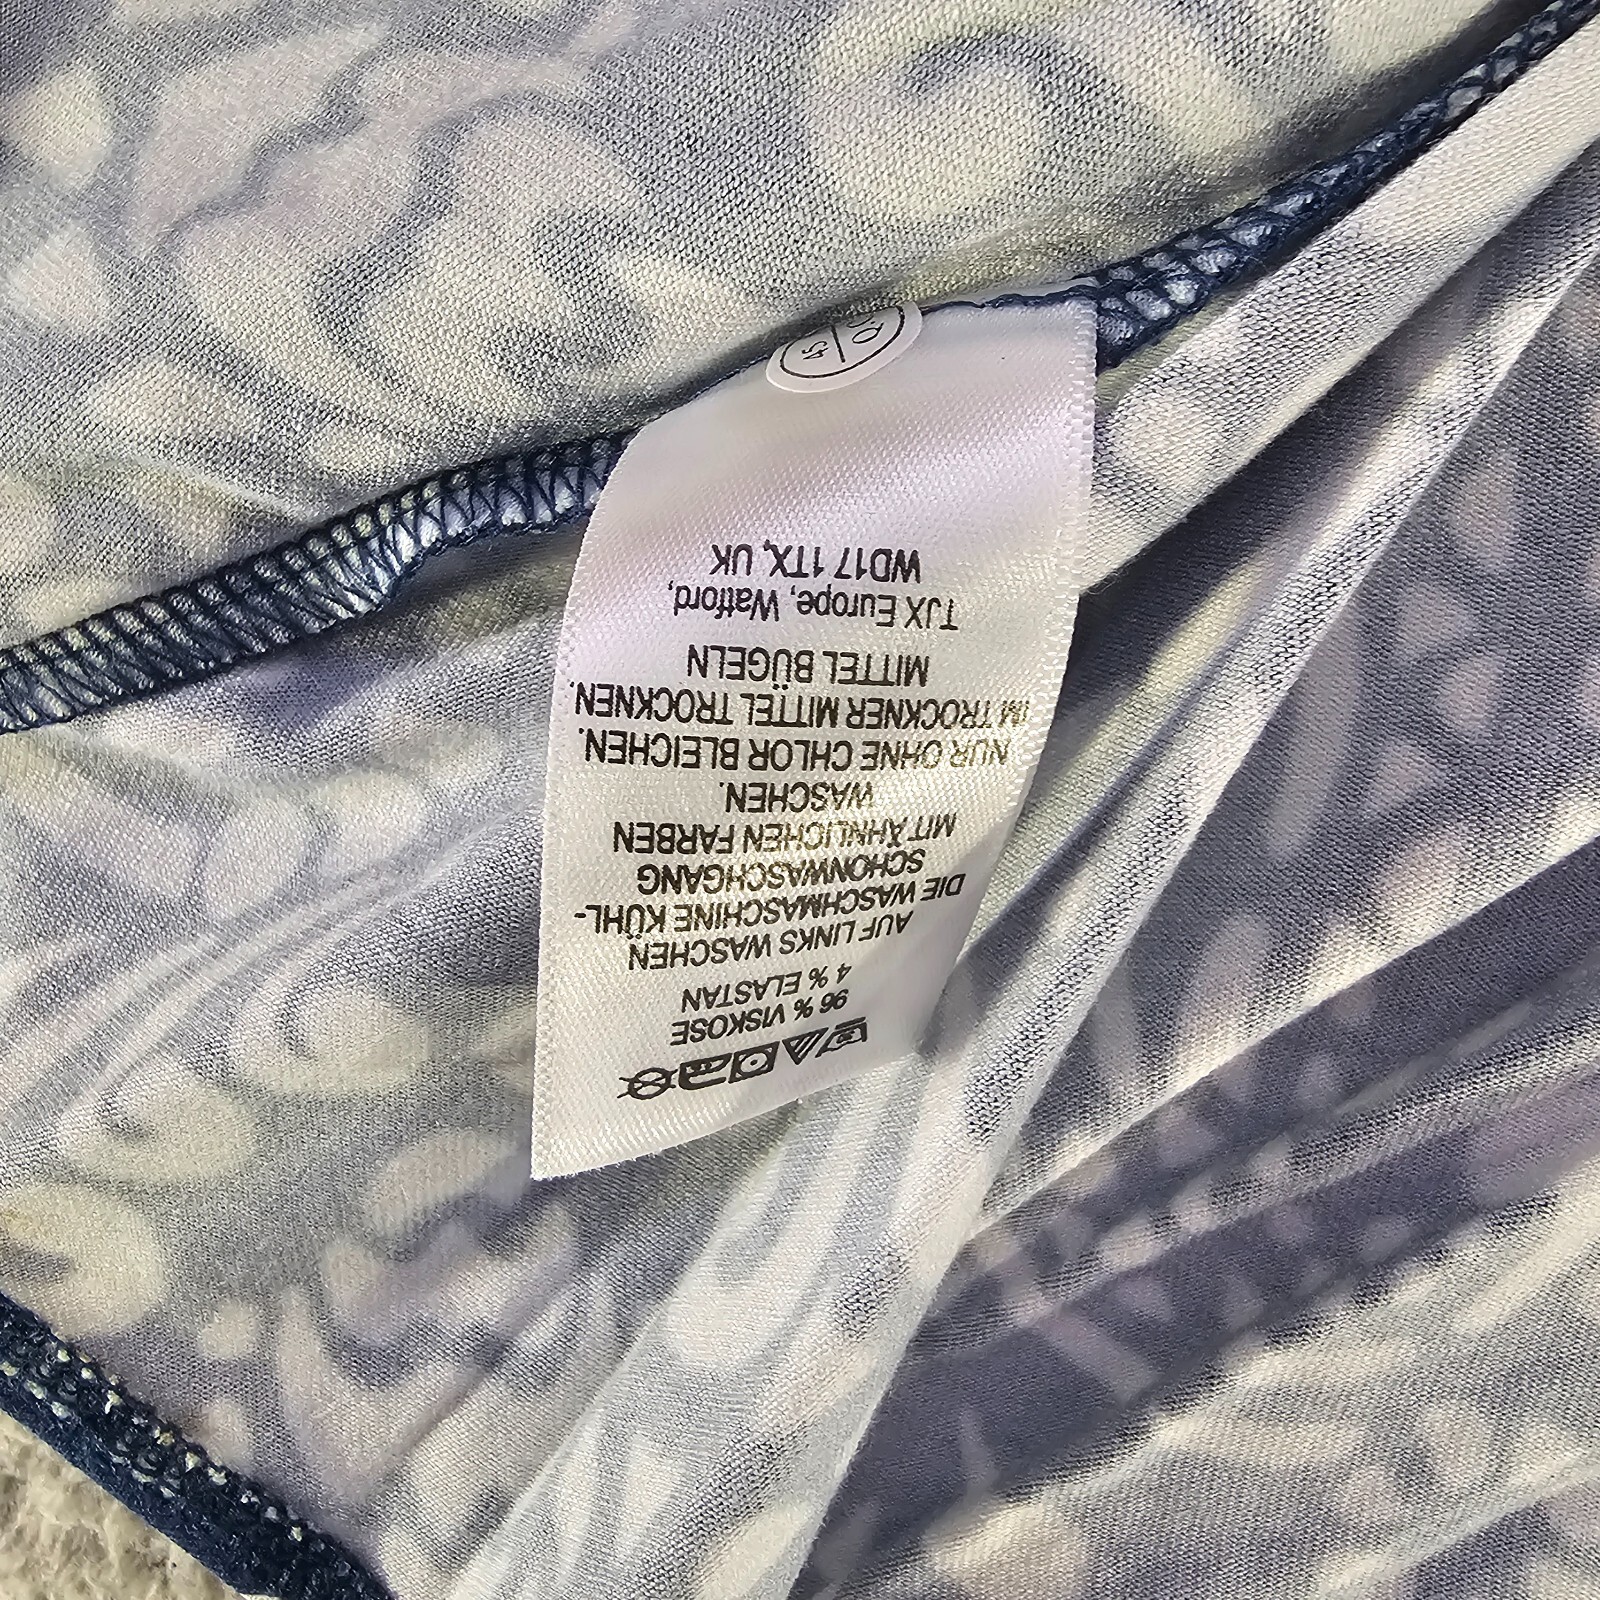 96 % VISKOSE
4 % ELASTAN
AUF LINKS WASCHEN
DIE WASCHMASCHINE KÜHL-
SCHONWASCHGANG
MIT ÄHNLICHEN FARBEN
WASCHEN.
NUR OHNE CHLOR BLEICHEN.
IM TROCKNER MITTEL TROCKNEN.
MITTEL BÜGELN
TJX Europe, Watford,
WD17 1TX, UK
45